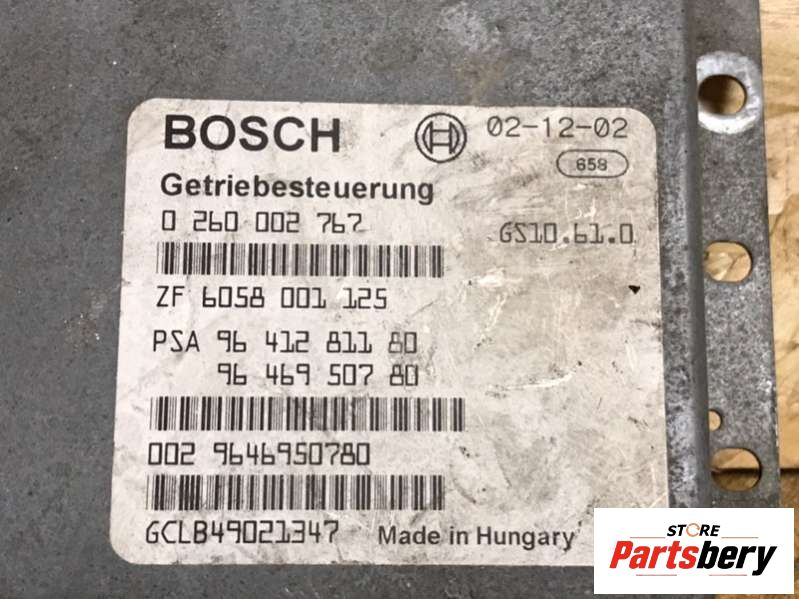 BOSCH 02-12-02
658
Getriebesteuerung
0 260 002 767
GS10.61.0
ZF 6058 001 125
PSA 96 412 811 80
96 469 507 80
002 9646950780
GCLB49021347 Made in Hungary
STORE
Partsbery